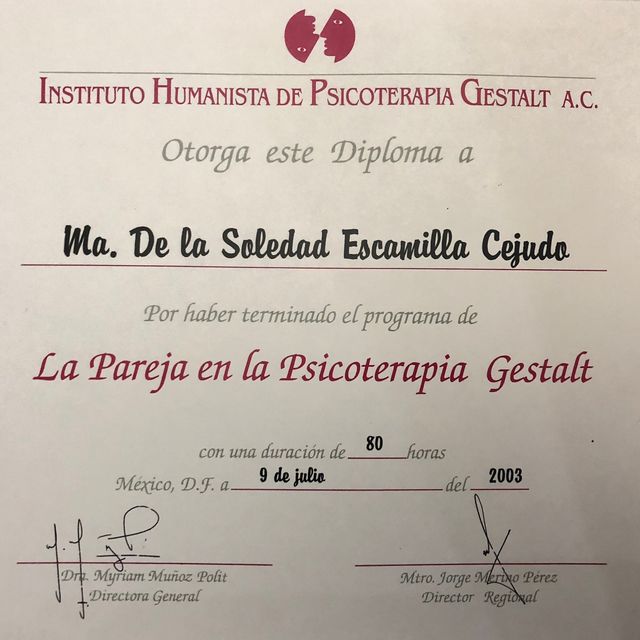 INSTITUTO HUMANISTA DE PSICOTERAPIA GESTALT A.C.
Otorga este Diploma a
Ma. De la Soledad Escamilla Cejudo
Por haber terminado el programa de
La Pareja en la Psicoterapia Gestalt
con una duración de 80 horas
México, D.F. a 9 de julio del 2003
Dra. Myriam Muñoz Polit Mtro. Jorge Merino Pérez
Directora General Director Regional